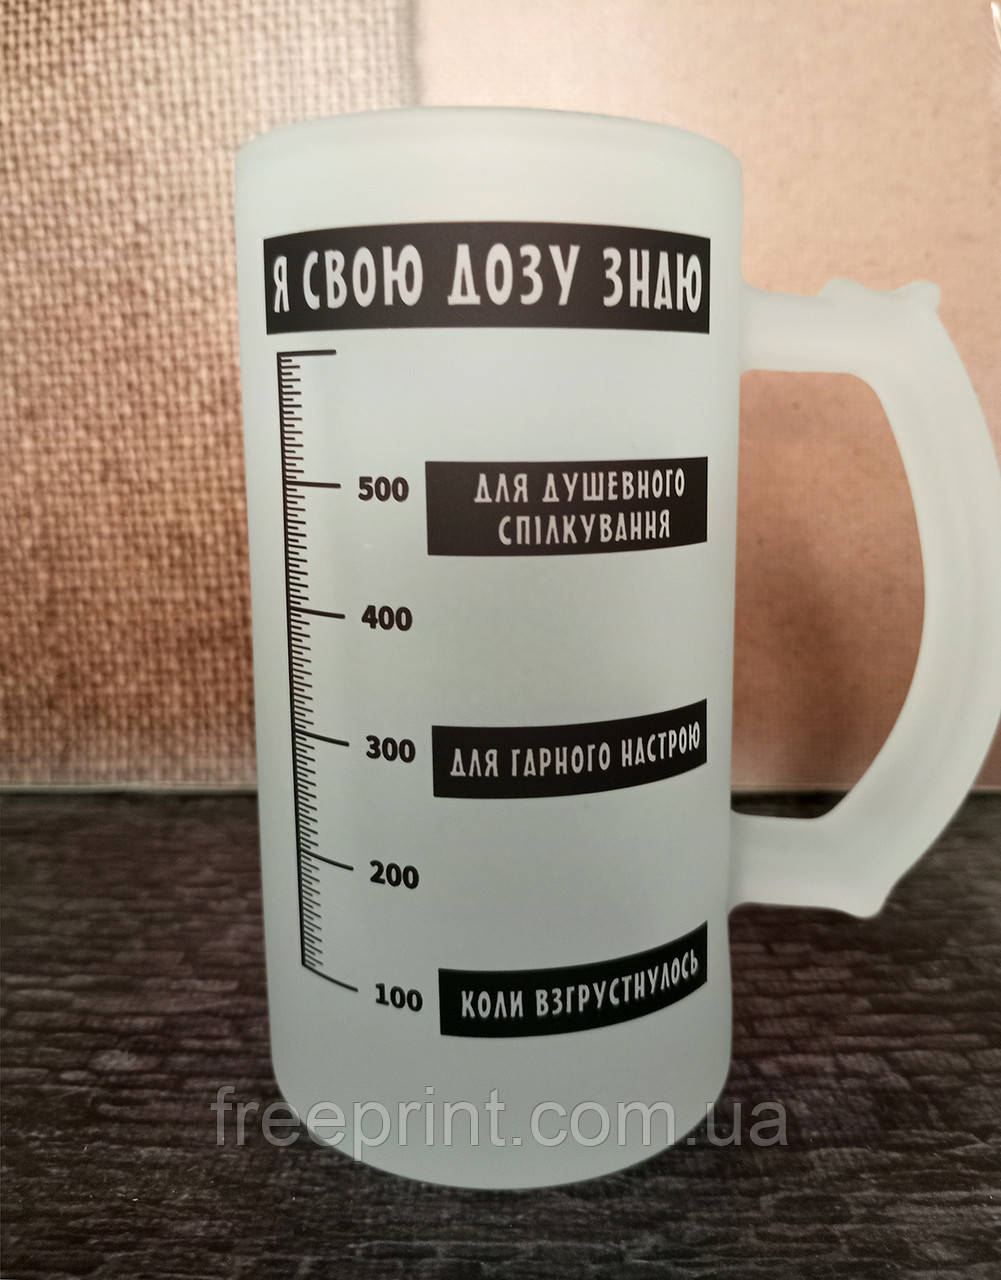 Я СВОЮ ДОЗУ ЗНАЮ
500
ДЛЯ ДУШЕВНОГО
СПІЛКУВАННЯ
400
300
ДЛЯ ГАРНОГО НАСТРОЮ
200
100
КОЛИ ВЗГРУСТНУЛОСЬ
freeprint.com.ua